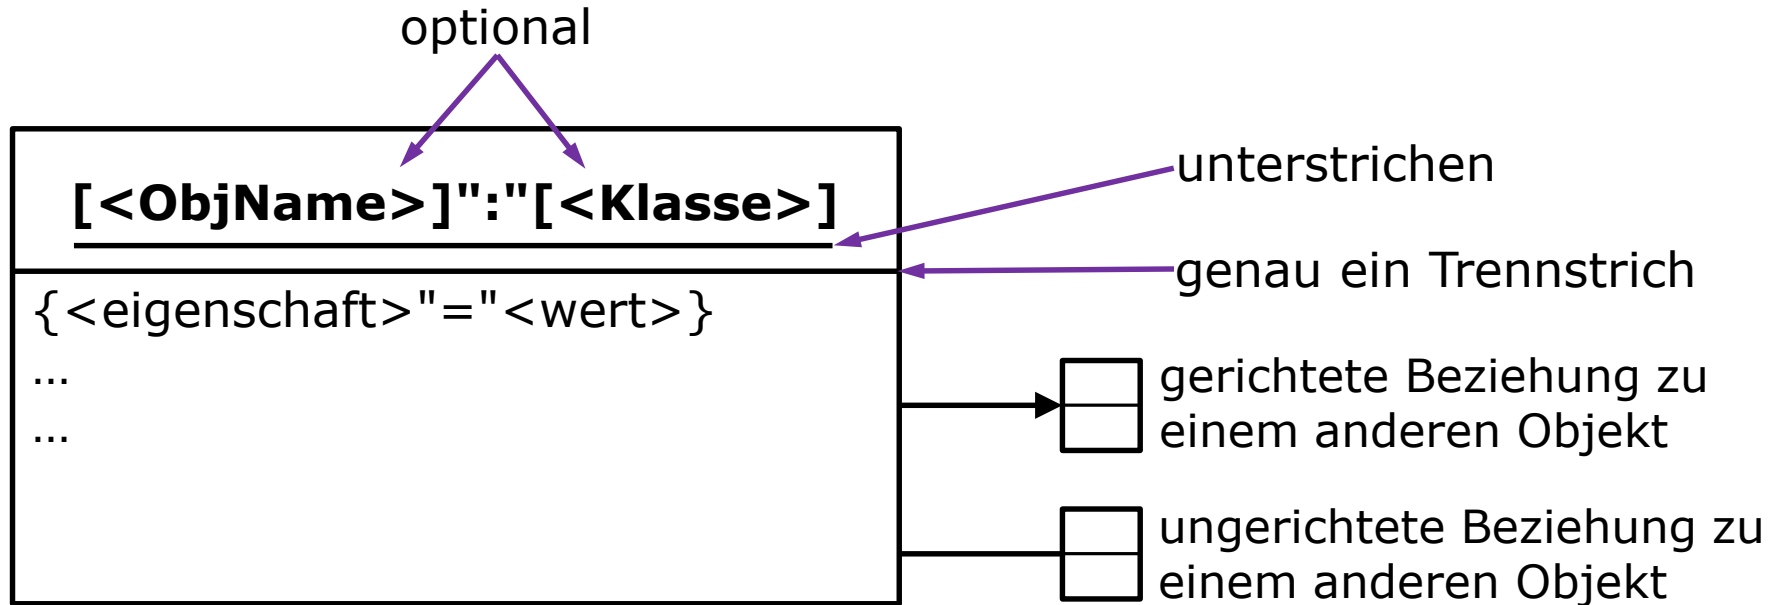 optional
[<ObjName>]":"[<Klasse>]
unterstrichen
genau ein Trennstrich
{<eigenschaft>"="<wert>}
...
...
gerichtete Beziehung zu
einem anderen Objekt
ungerichtete Beziehung zu
einem anderen Objekt